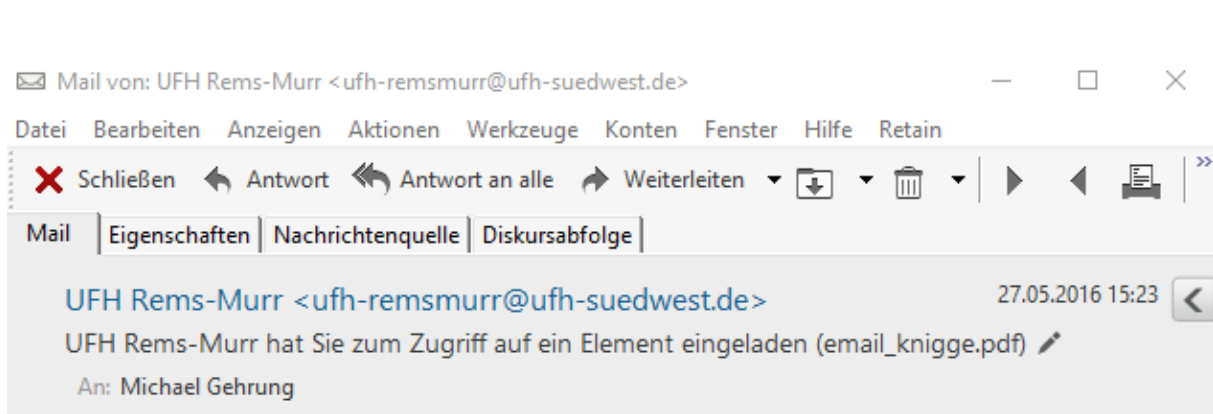 Mail von: UFH Rems-Murr <ufh-remsmurr@ufh-suedwest.de>
Datei Bearbeiten Anzeigen Aktionen Werkzeuge Konten Fenster Hilfe Retain
Schließen Antwort Antwort an alle Weiterleiten »
Mail Eigenschaften Nachrichtenquelle Diskursabfolge
UFH Rems-Murr <ufh-remsmurr@ufh-suedwest.de> 27.05.2016 15:23
UFH Rems-Murr hat Sie zum Zugriff auf ein Element eingeladen (email_knigge.pdf)
An: Michael Gehrung